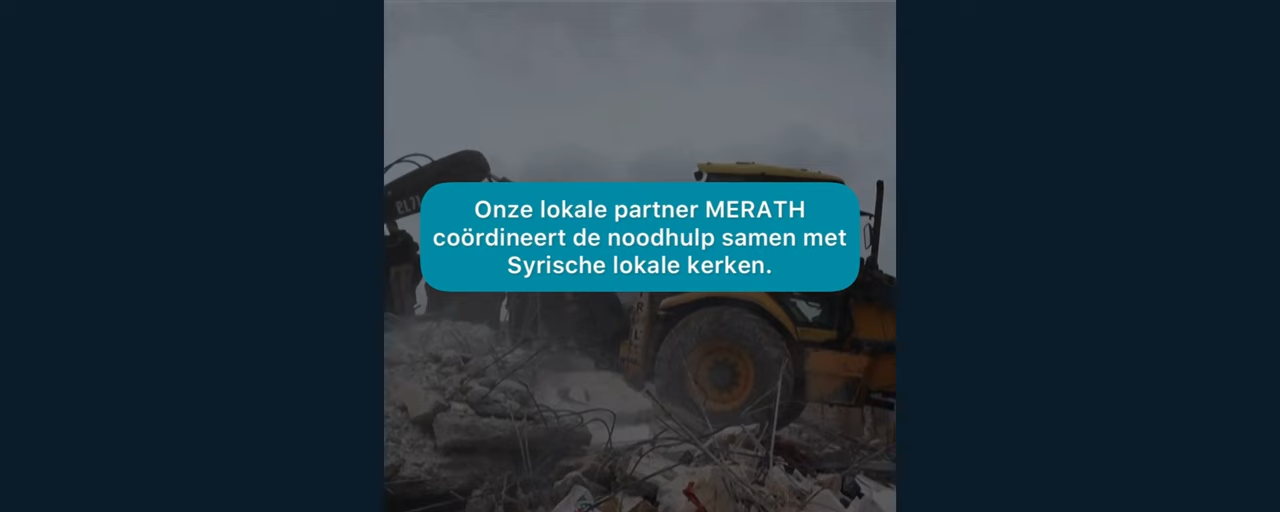 Onze lokale partner MERATH
coördineert de noodhulp samen met
Syrische lokale kerken.